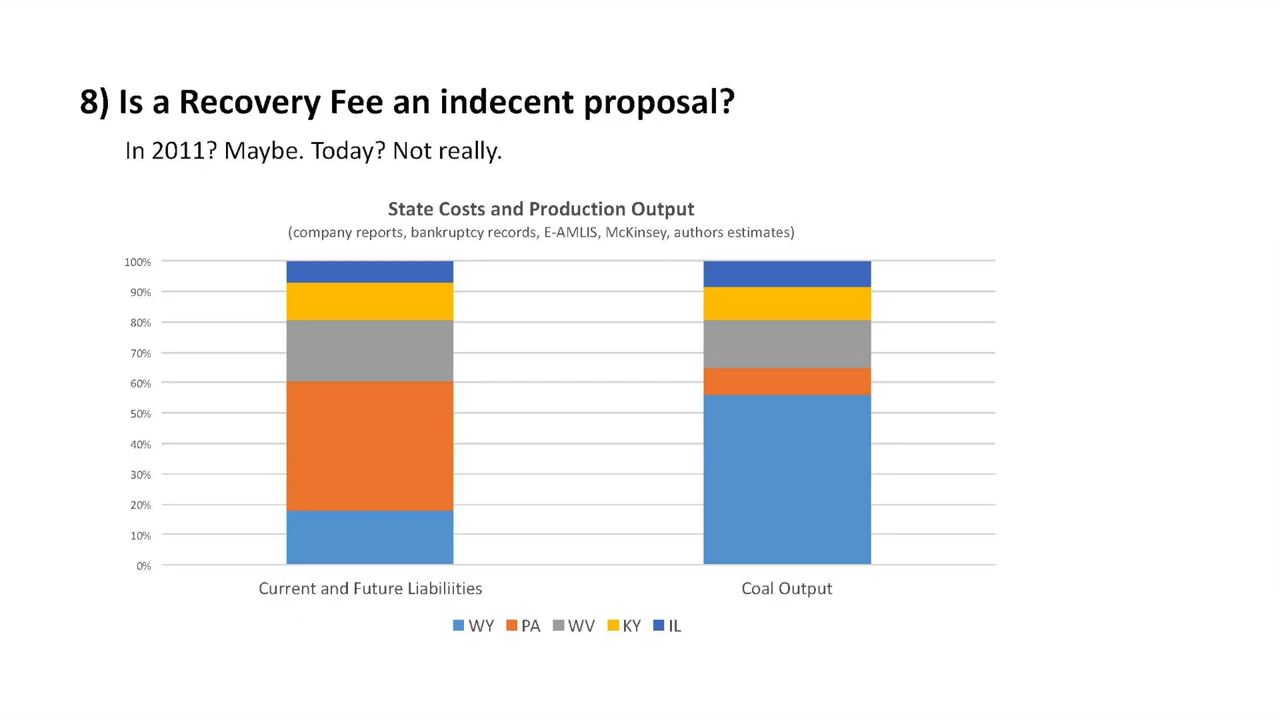 8) Is a Recovery Fee an indecent proposal?
In 2011? Maybe. Today? Not really.
State Costs and Production Output
(company reports, bankruptcy records, E-AMLIS, McKinsey, authors estimates)
100%
90%
80%
70%
60%
50%
40%
30%
20%
10%
0%
Current and Future Liabiliities
Coal Output
WY PA WV KY IL